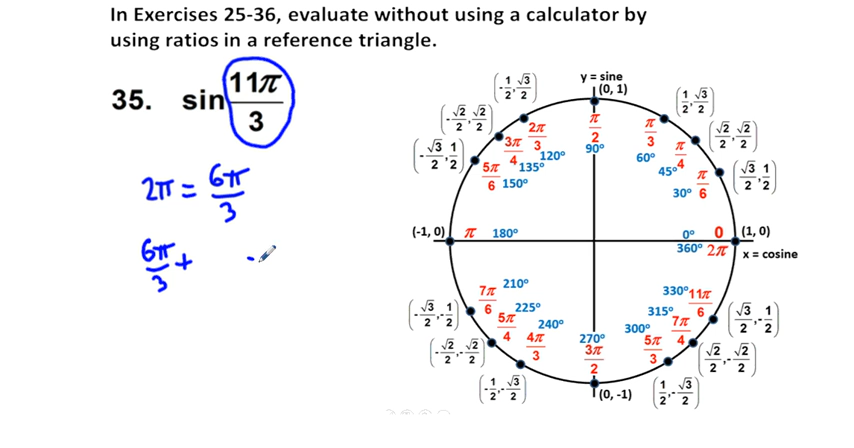 In Exercises 25-36, evaluate without using a calculator by
using ratios in a reference triangle.
35. sin 11π/3
2π = 6π/3
6π/3 +
y = sine
(0, 1)
(-1/2, √3/2)
(1/2, √3/2)
(-√2/2, √2/2)
(√2/2, √2/2)
(-√3/2, 1/2)
(√3/2, 1/2)
π/2
90°
2π/3
120°
π/3
60°
3π/4
135°
π/4
45°
5π/6
150°
π/6
30°
(-1, 0)
π 180°
0° 0
(1, 0)
360° 2π
x = cosine
7π/6
210°
330° 11π/6
(-√3/2, -1/2)
(√3/2, -1/2)
5π/4
225°
315°
7π/4
(-√2/2, -√2/2)
(√2/2, -√2/2)
4π/3
240°
270°
3π/2
300°
5π/3
(-1/2, -√3/2)
(0, -1)
(1/2, -√3/2)